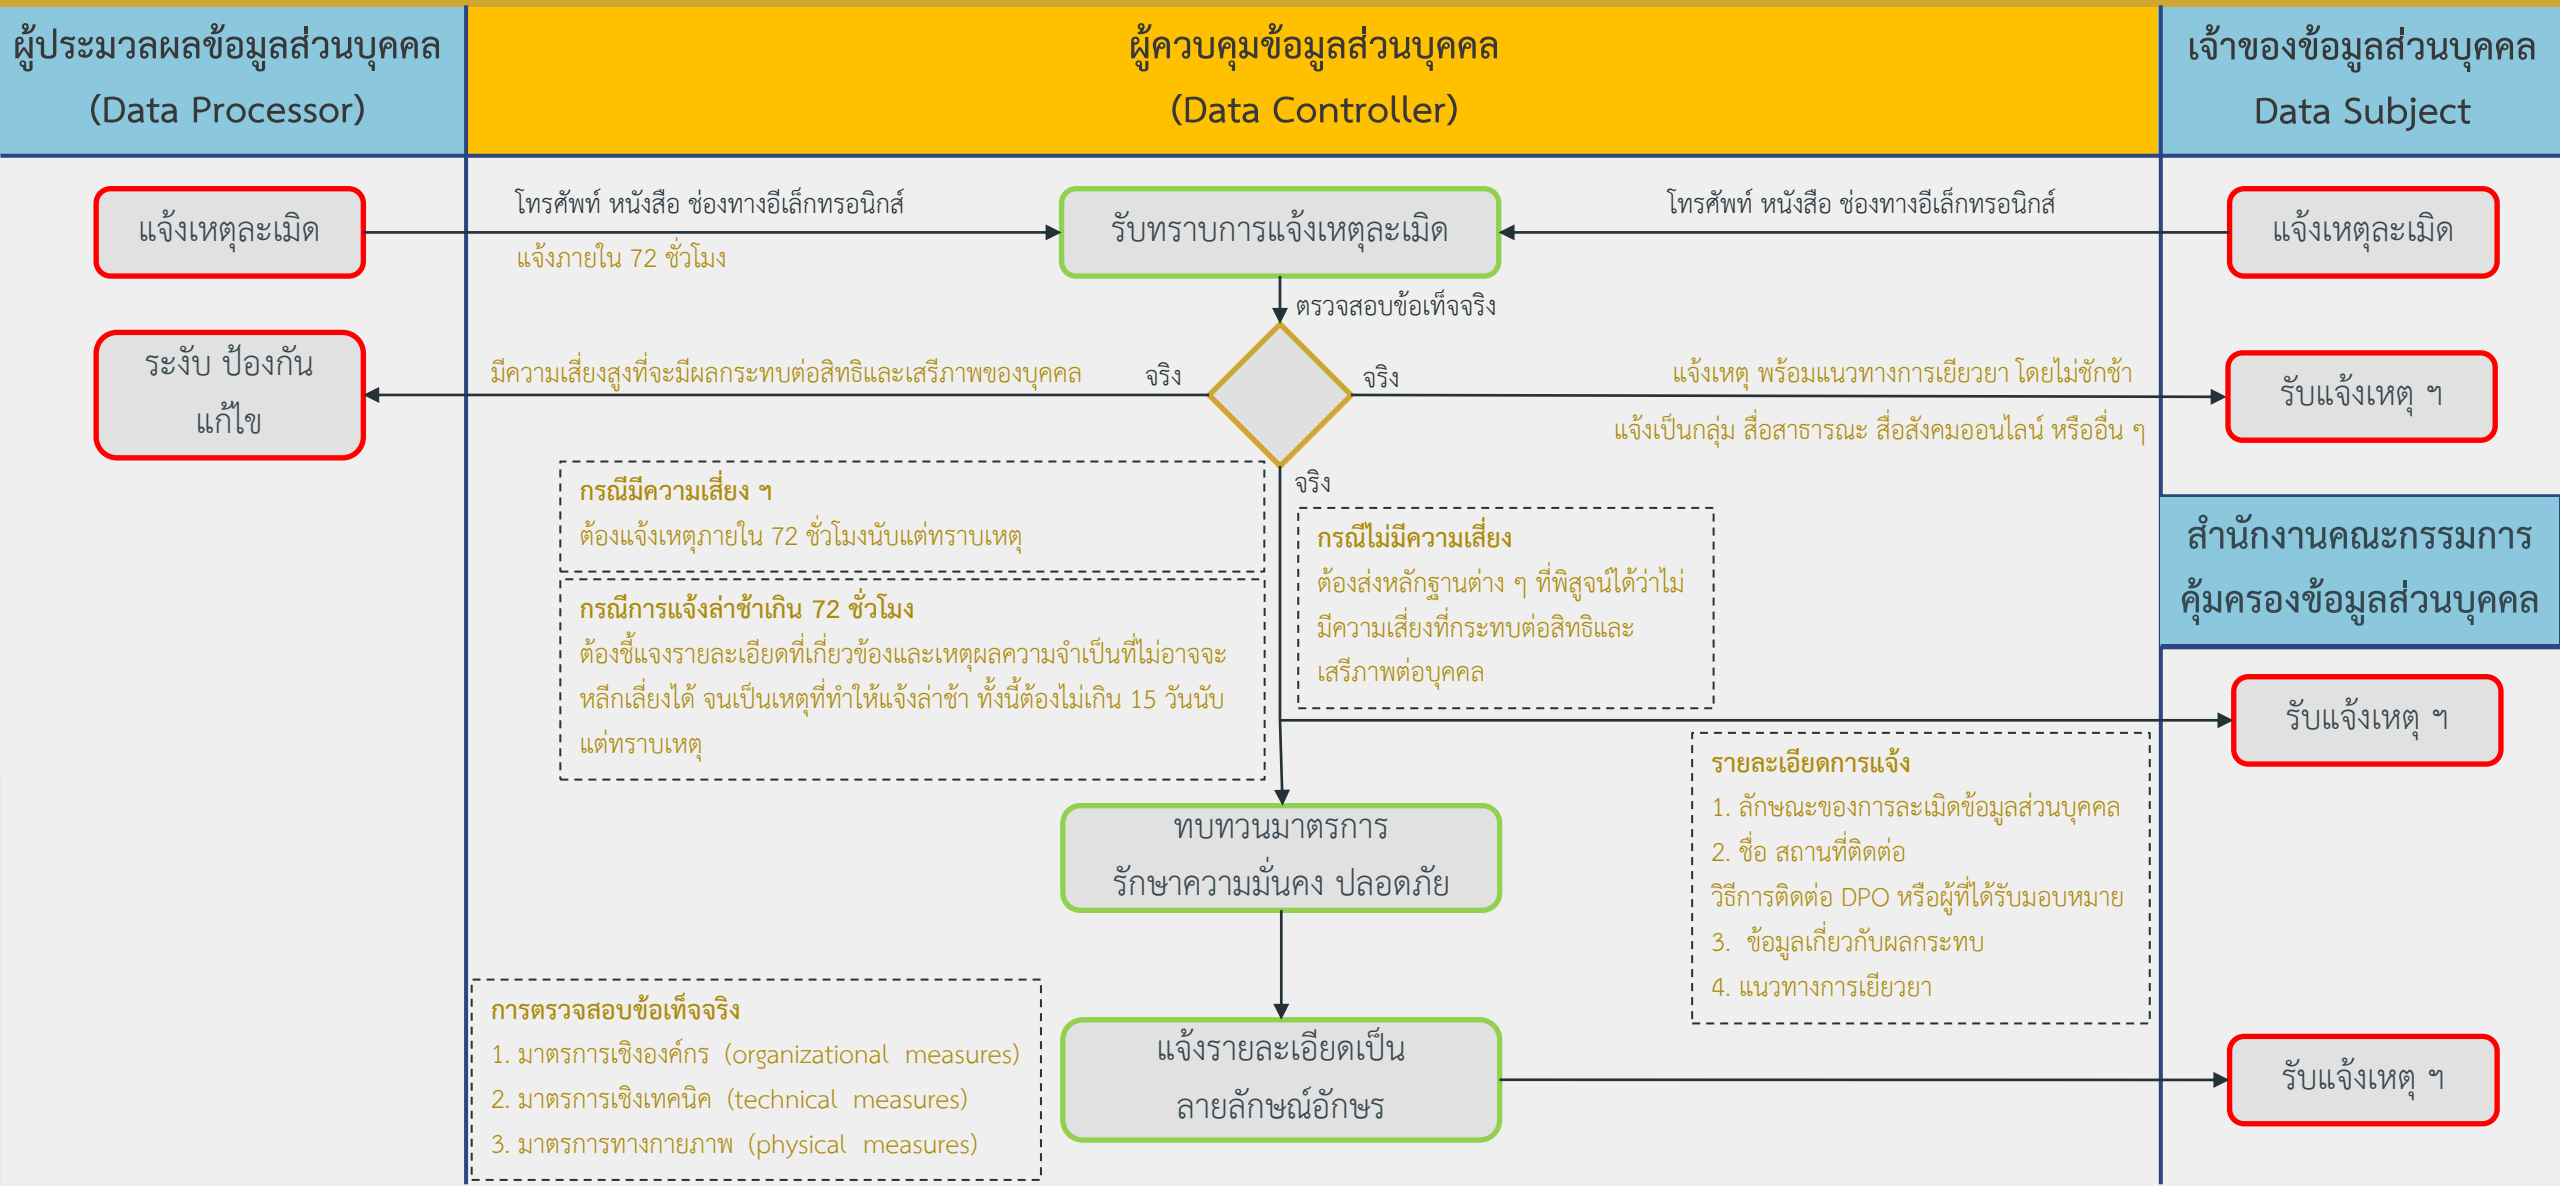 ผู้ประมวลผลข้อมูลส่วนบุคคล
(Data Processor)
ผู้ควบคุมข้อมูลส่วนบุคคล
(Data Controller)
เจ้าของข้อมูลส่วนบุคคล
Data Subject
แจ้งเหตุละเมิด
โทรศัพท์ หนังสือ ช่องทางอีเล็กทรอนิกส์
แจ้งภายใน 72 ชั่วโมง
รับทราบการแจ้งเหตุละเมิด
โทรศัพท์ หนังสือ ช่องทางอีเล็กทรอนิกส์
แจ้งเหตุละเมิด
ตรวจสอบข้อเท็จจริง
ระงับ ป้องกัน
แก้ไข
มีความเสี่ยงสูงที่จะมีผลกระทบต่อสิทธิและเสรีภาพของบุคคล
จริง
จริง
แจ้งเหตุ พร้อมแนวทางการเยียวยา โดยไม่ชักช้า
แจ้งเป็นกลุ่ม สื่อสาธารณะ สื่อสังคมออนไลน์ หรืออื่น ๆ
รับแจ้งเหตุ ฯ
จริง
กรณีมีความเสี่ยง ฯ
ต้องแจ้งเหตุภายใน 72 ชั่วโมงนับแต่ทราบเหตุ
กรณีการแจ้งล่าช้าเกิน 72 ชั่วโมง
ต้องชี้แจงรายละเอียดที่เกี่ยวข้องและเหตุผลความจำเป็นที่ไม่อาจจะ
หลีกเลี่ยงได้ จนเป็นเหตุที่ทำให้แจ้งล่าช้า ทั้งนี้ต้องไม่เกิน 15 วันนับ
แต่ทราบเหตุ
กรณีไม่มีความเสี่ยง
ต้องส่งหลักฐานต่าง ๆ ที่พิสูจน์ได้ว่าไม่
มีความเสี่ยงที่กระทบต่อสิทธิและ
เสรีภาพต่อบุคคล
สำนักงานคณะกรรมการ
คุ้มครองข้อมูลส่วนบุคคล
รับแจ้งเหตุ ฯ
รายละเอียดการแจ้ง
1. ลักษณะของการละเมิดข้อมูลส่วนบุคคล
2. ชื่อ สถานที่ติดต่อ
วิธีการติดต่อ DPO หรือผู้ที่ได้รับมอบหมาย
3. ข้อมูลเกี่ยวกับผลกระทบ
4. แนวทางการเยียวยา
ทบทวนมาตรการ
รักษาความมั่นคง ปลอดภัย
การตรวจสอบข้อเท็จจริง
1. มาตรการเชิงองค์กร (organizational measures)
2. มาตรการเชิงเทคนิค (technical measures)
3. มาตรการทางกายภาพ (physical measures)
แจ้งรายละเอียดเป็น
ลายลักษณ์อักษร
รับแจ้งเหตุ ฯ